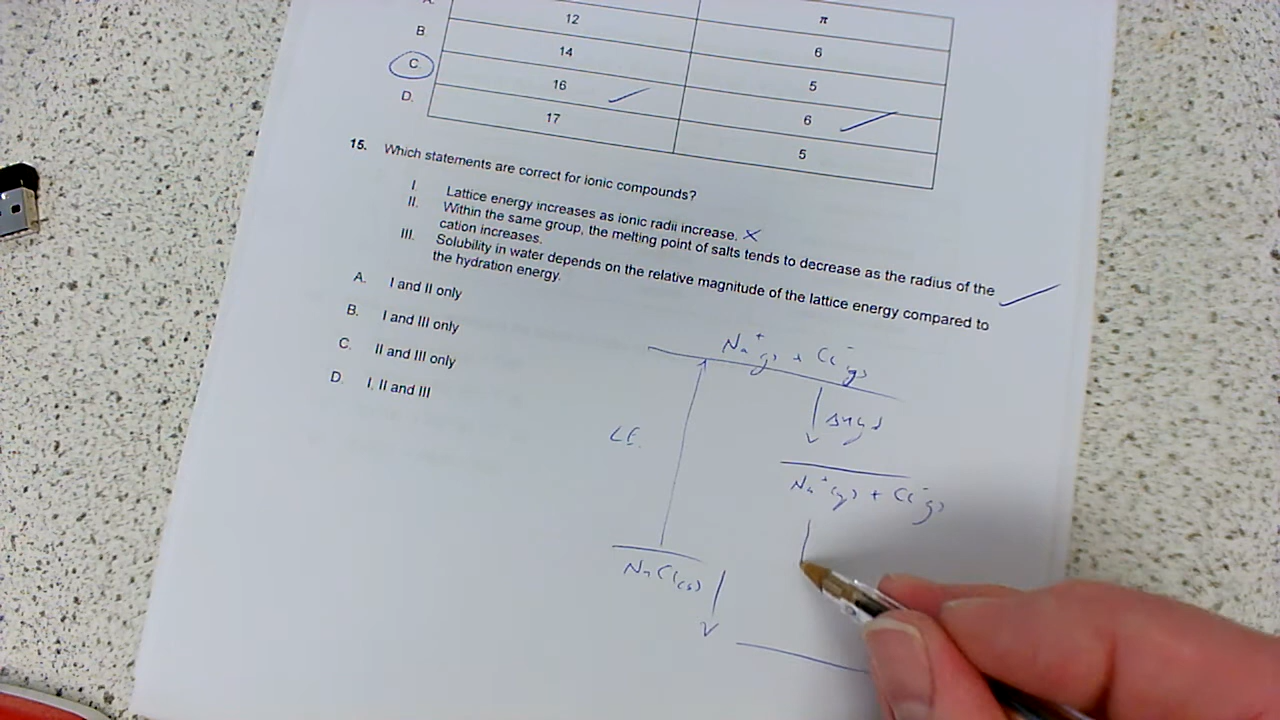 A. 12 π
B. 14 6
C. 16 5
D. 17 6
5
15. Which statements are correct for ionic compounds?
I. Lattice energy increases as ionic radii increase.
II. Within the same group, the melting point of salts tends to decrease as the radius of the
cation increases.
III. Solubility in water depends on the relative magnitude of the lattice energy compared to
the hydration energy.
A. I and II only
B. I and III only
C. II and III only
D. I, II and III
Na+(g) + Cl-(g)
ΔHyd
LE.
Na+(g) + Cl-(g)
NaCl(s)